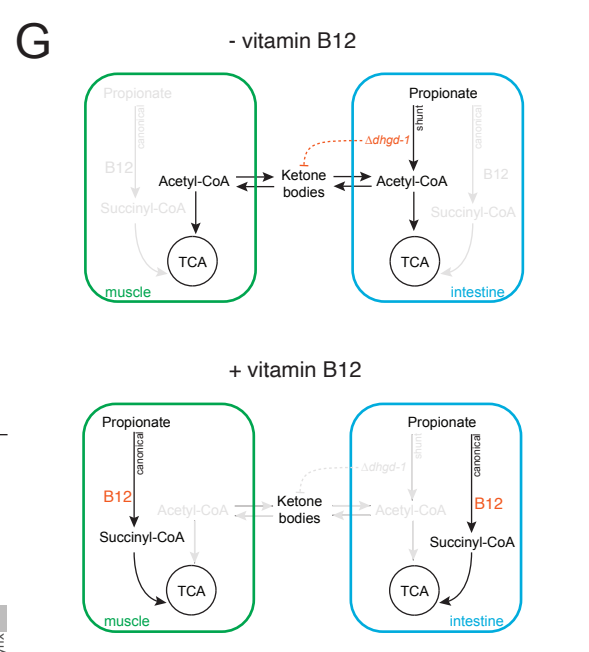 G
- vitamin B12
Propionate
canonical
B12
Succinyl-CoA
Acetyl-CoA
TCA
muscle
Ketone
bodies
Δdhgd-1
Propionate
shunt
canonical
B12
Acetyl-CoA
Succinyl-CoA
TCA
intestine
+ vitamin B12
Propionate
canonical
B12
Acetyl-CoA
Succinyl-CoA
TCA
muscle
Ketone
bodies
Δdhgd-1
Propionate
shunt
canonical
B12
Acetyl-CoA
Succinyl-CoA
TCA
intestine